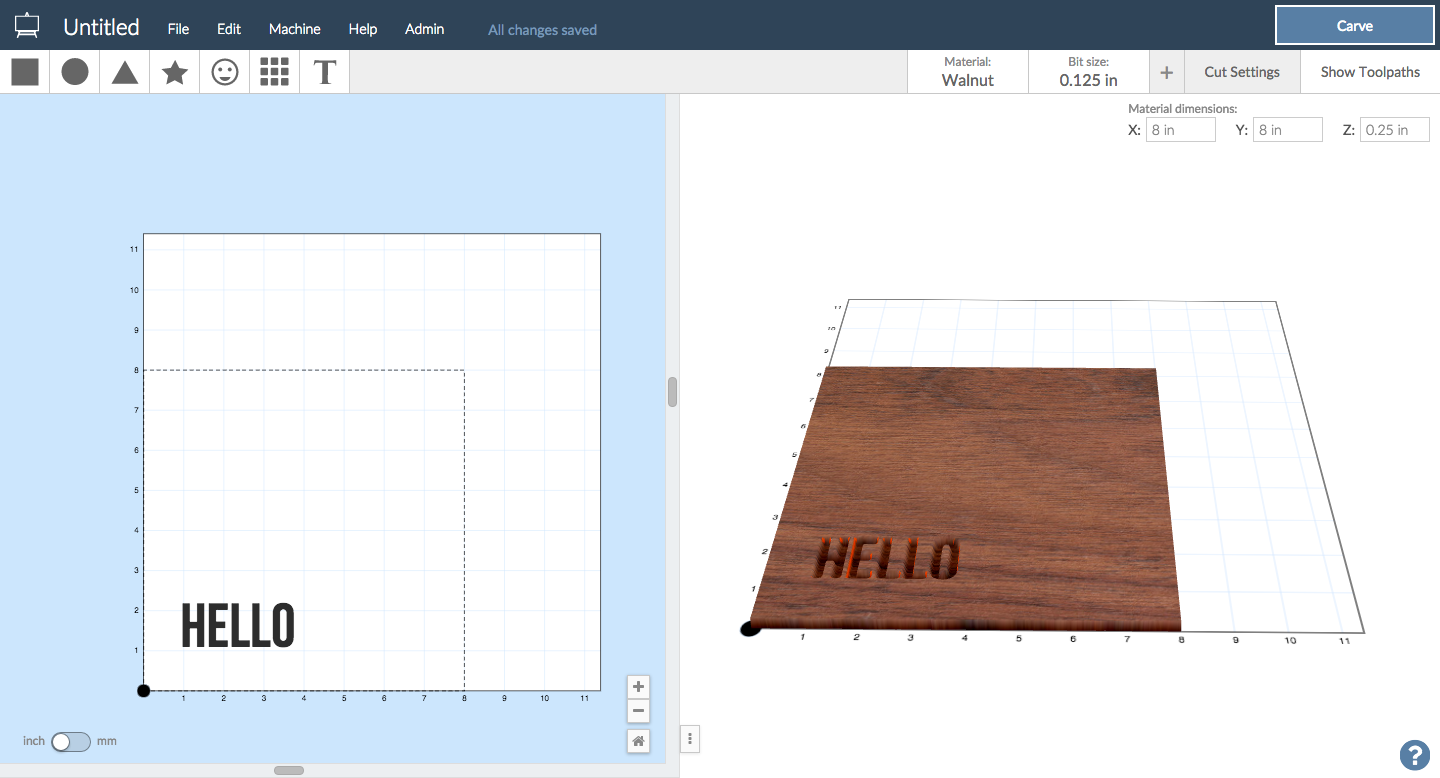 Untitled File Edit Machine Help Admin All changes saved Carve
T
Material: Walnut
Bit size: 0.125 in
+
Cut Settings
Show Toolpaths
Material dimensions:
X: 8 in Y: 8 in Z: 0.25 in
11
10
9
8
7
6
5
4
3
2
1
HELLO
1 2 3 4 5 6 7 8 9 10 11
inch mm
+
−
11
10
9
8
7
6
5
4
3
2
1
HELLO
1 2 3 4 5 6 7 8 9 10 11
?